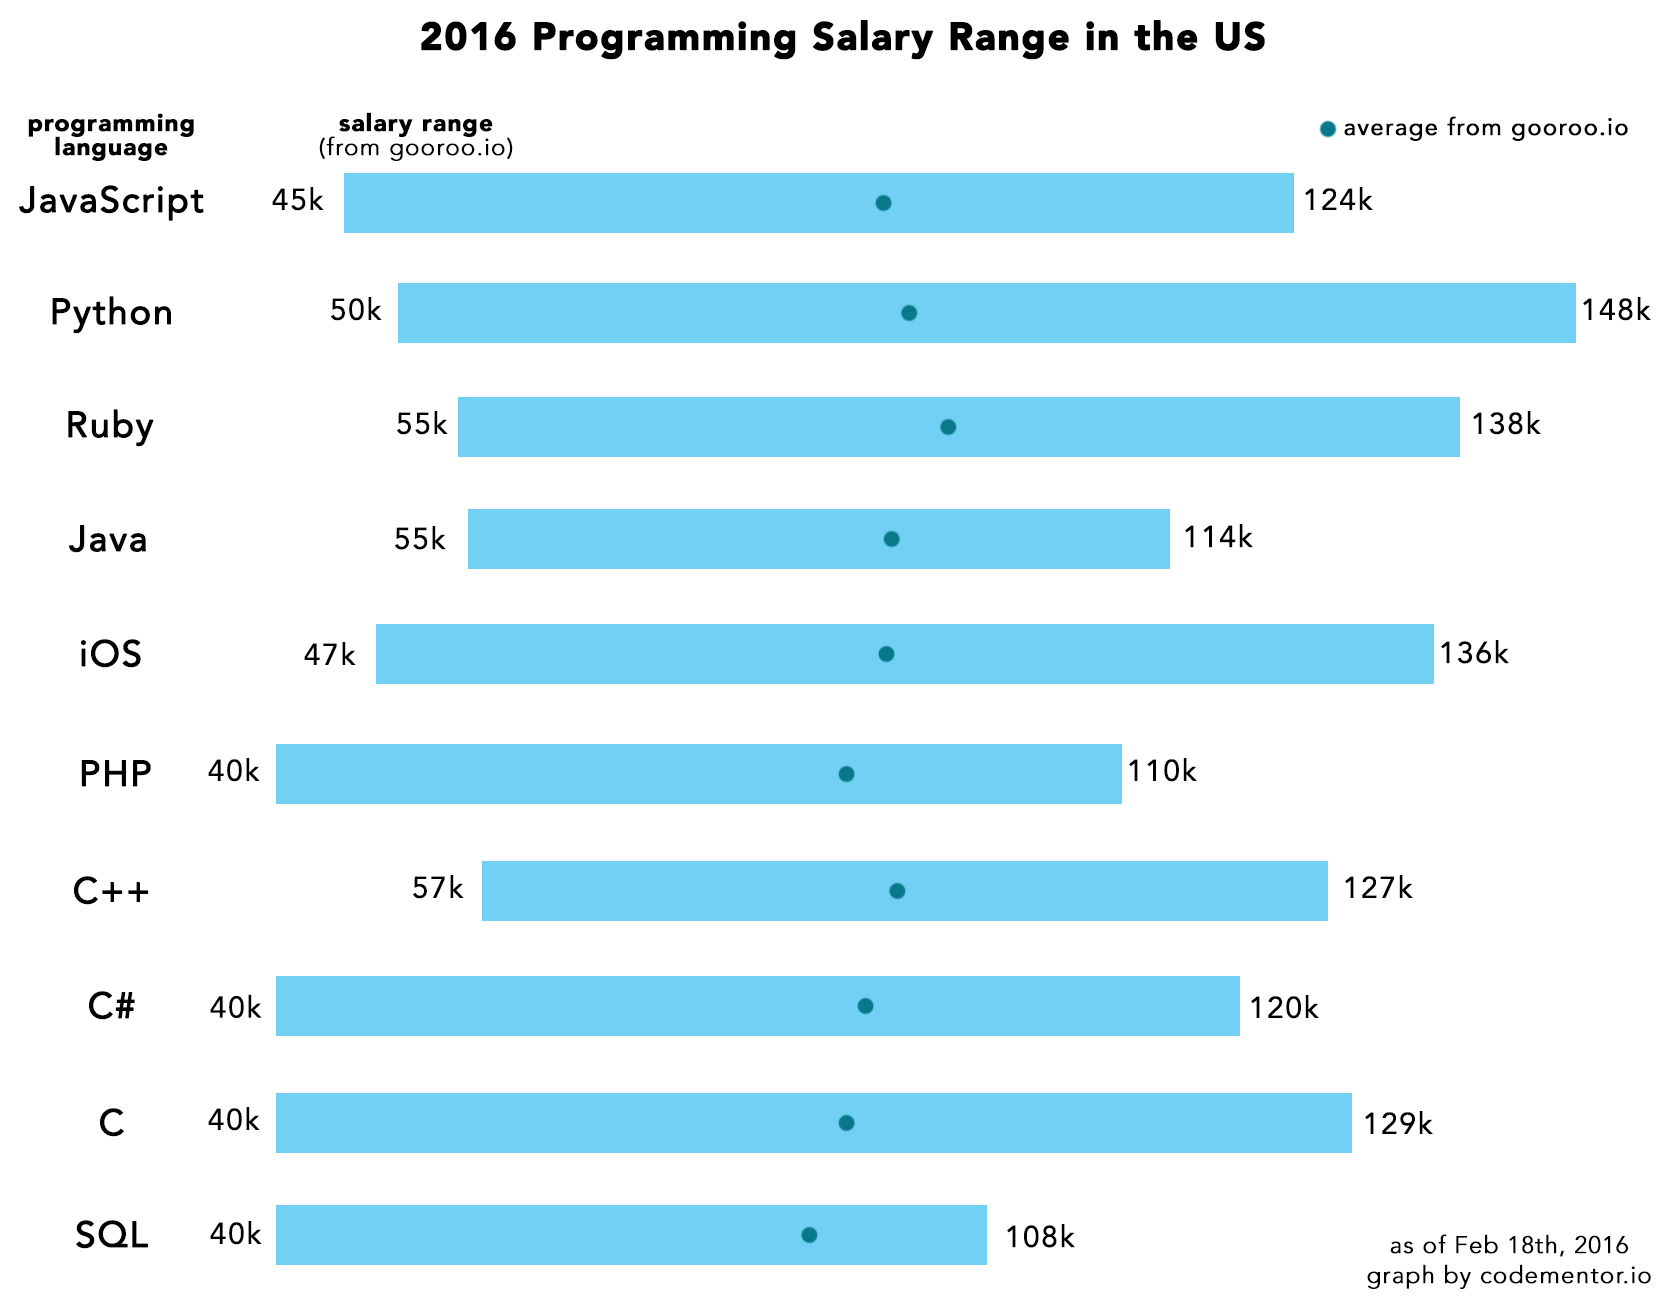 2016 Programming Salary Range in the US
programming
language
salary range
(from gooroo.io)
average from gooroo.io
JavaScript 45k 124k
Python 50k 148k
Ruby 55k 138k
Java 55k 114k
iOS 47k 136k
PHP 40k 110k
C++ 57k 127k
C# 40k 120k
C 40k 129k
SQL 40k 108k
as of Feb 18th, 2016
graph by codementor.io